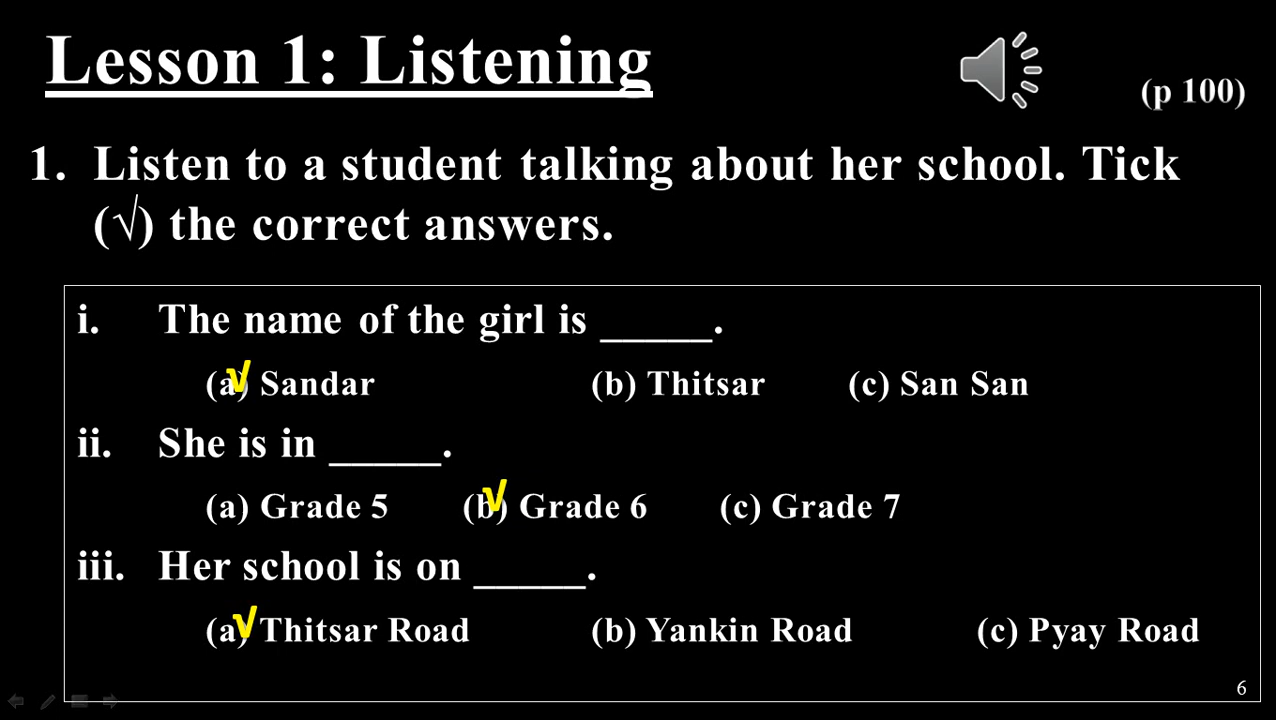 Lesson 1: Listening
(p 100)
1. Listen to a student talking about her school. Tick
(√) the correct answers.
i. The name of the girl is _____.
(a) √ Sandar (b) Thitsar (c) San San
ii. She is in _____.
(a) Grade 5 (b) √ Grade 6 (c) Grade 7
iii. Her school is on _____.
(a) √ Thitsar Road (b) Yankin Road (c) Pyay Road
6